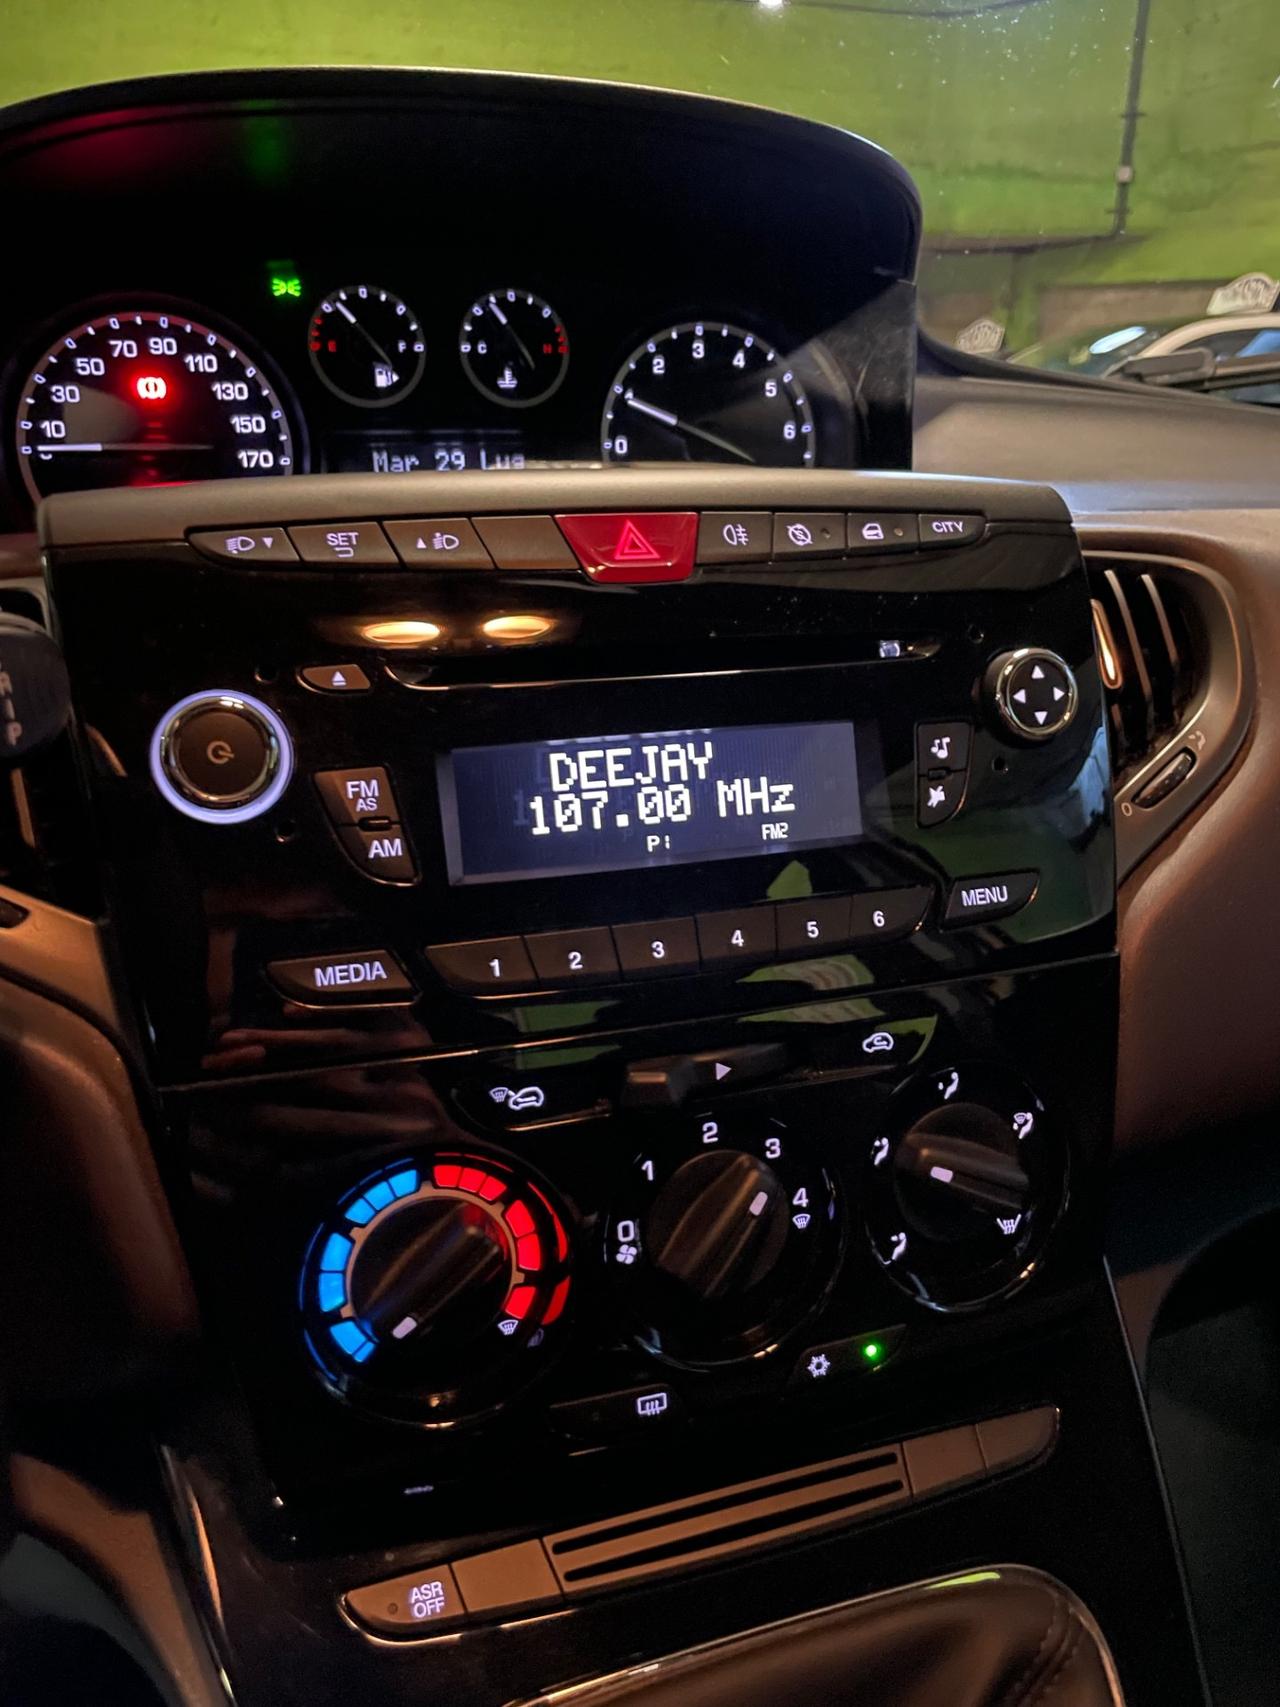 10 30 50 70 90 110 130 150 170
E F
C H
0 2 3 4 5 6
Mar 29 Lug
SET
CITY
FM
AS
AM
DEEJAY
107.00 MHz
FM2
MENU
MEDIA
1 2 3 4 5 6
0 1 2 3 4
0
ASR
OFF